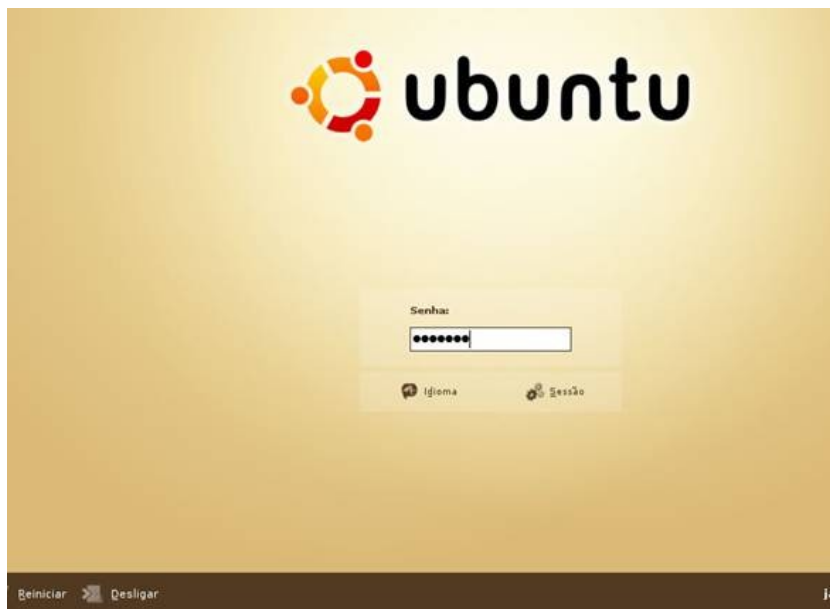 ubuntu
Senha:
•••••••
Idioma
Sessão
Reiniciar
Desligar